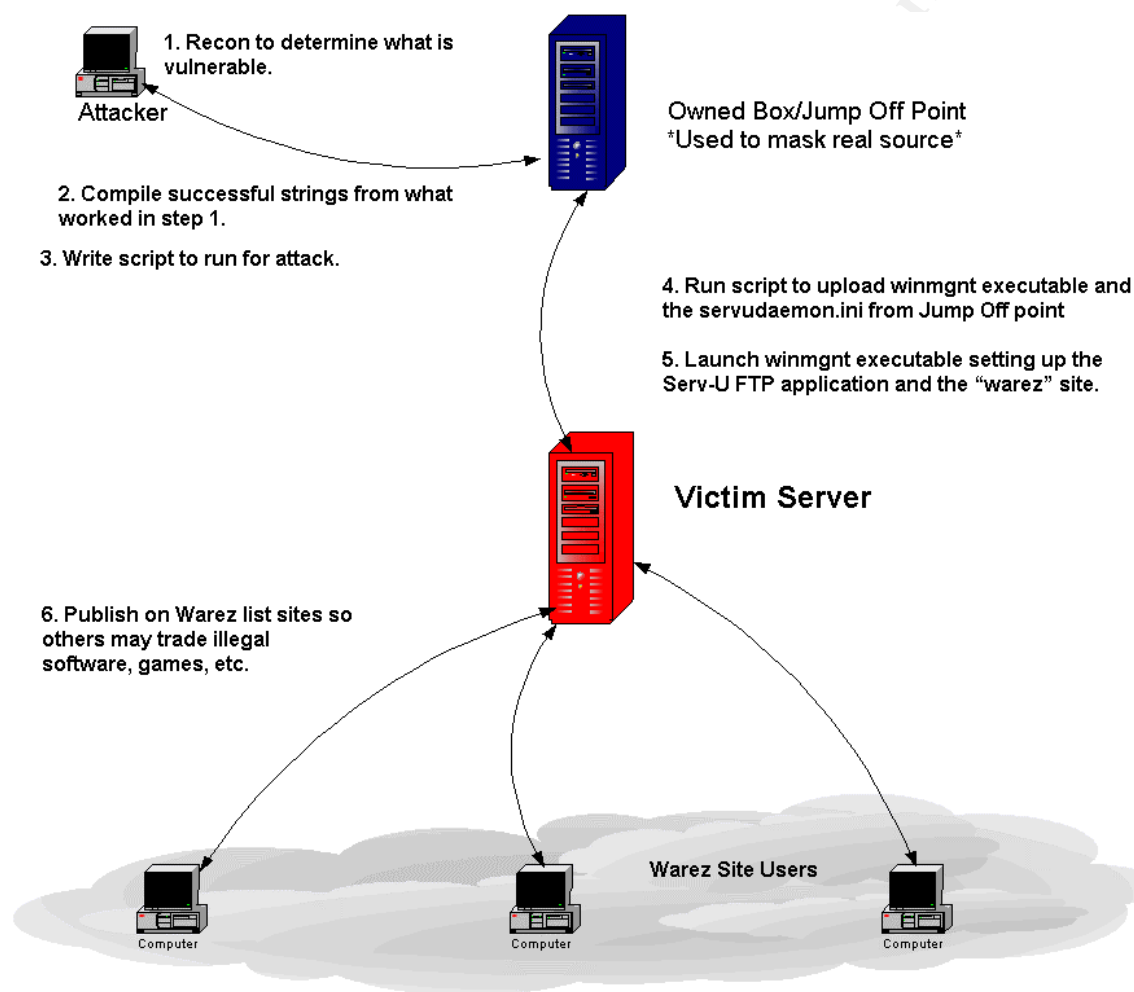 1. Recon to determine what is
vulnerable.
Attacker
Owned Box/Jump Off Point
*Used to mask real source*
2. Compile successful strings from what
worked in step 1.
3. Write script to run for attack.
4. Run script to upload winmgnt executable and
the servudaemon.ini from Jump Off point
5. Launch winmgnt executable setting up the
Serv-U FTP application and the “warez” site.
Victim Server
6. Publish on Warez list sites so
others may trade illegal
software, games, etc.
Warez Site Users
Computer
Computer
Computer